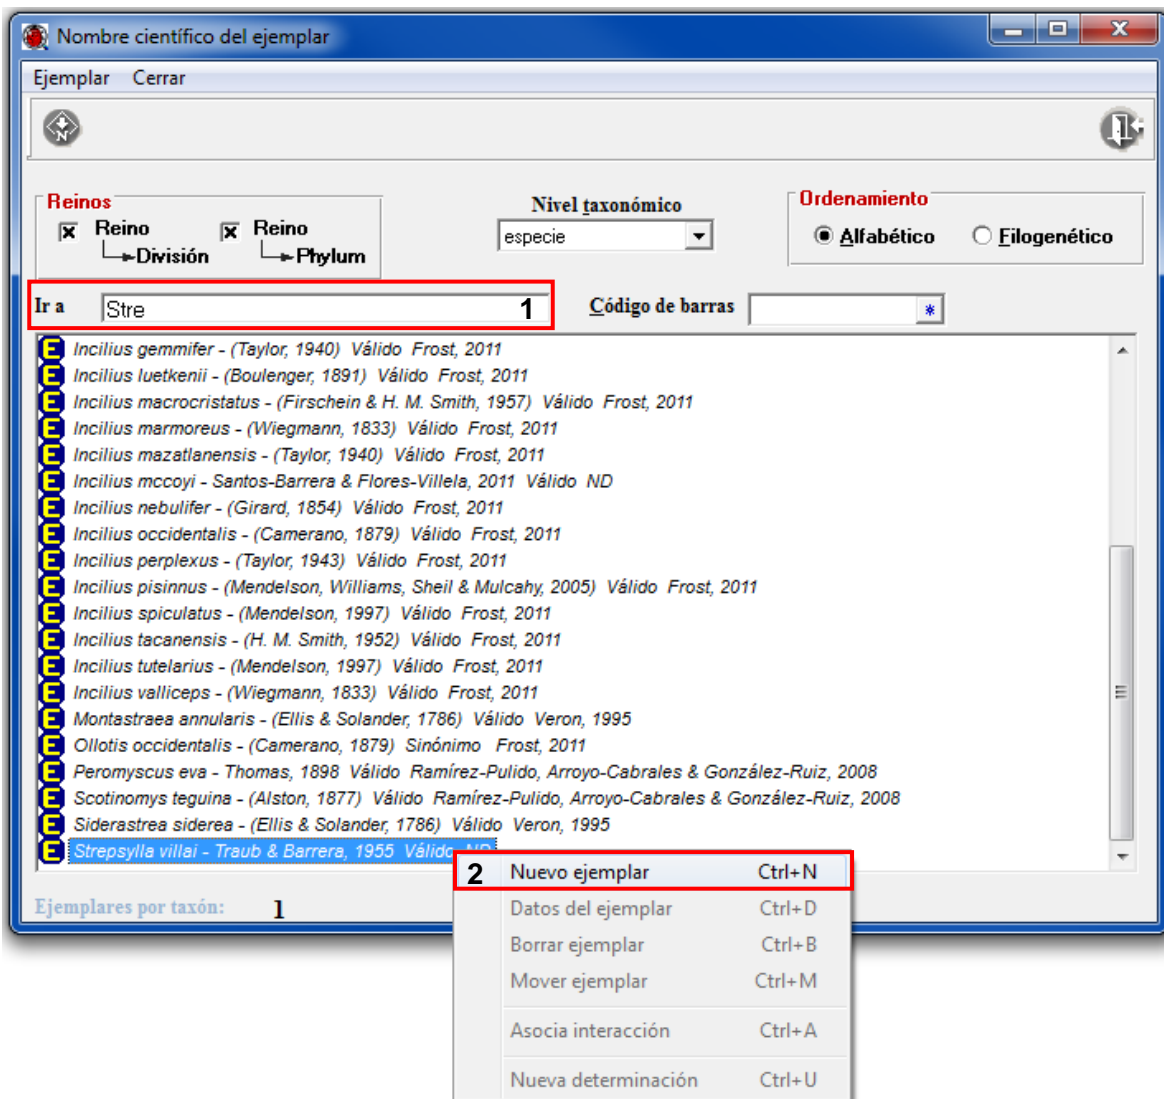 Nombre científico del ejemplar
Ejemplar Cerrar
N
Reinos
Reino
División
Reino
Phylum
Nivel taxonómico
especie
Ordenamiento
Alfabético Filogenético
Ir a Stre 1 Código de barras *
E Incilius gemmifer - (Taylor, 1940) Válido Frost, 2011
E Incilius luetkenii - (Boulenger, 1891) Válido Frost, 2011
E Incilius macrocristatus - (Firschein & H. M. Smith, 1957) Válido Frost, 2011
E Incilius marmoreus - (Wiegmann, 1833) Válido Frost, 2011
E Incilius mazatlanensis - (Taylor, 1940) Válido Frost, 2011
E Incilius mccoyi - Santos-Barrera & Flores-Villela, 2011 Válido ND
E Incilius nebulifer - (Girard, 1854) Válido Frost, 2011
E Incilius occidentalis - (Camerano, 1879) Válido Frost, 2011
E Incilius perplexus - (Taylor, 1943) Válido Frost, 2011
E Incilius pisinnus - (Mendelson, Williams, Sheil & Mulcahy, 2005) Válido Frost, 2011
E Incilius spiculatus - (Mendelson, 1997) Válido Frost, 2011
E Incilius tacanensis - (H. M. Smith, 1952) Válido Frost, 2011
E Incilius tutelarius - (Mendelson, 1997) Válido Frost, 2011
E Incilius valliceps - (Wiegmann, 1833) Válido Frost, 2011
E Montastraea annularis - (Ellis & Solander, 1786) Válido Veron, 1995
E Ollotis occidentalis - (Camerano, 1879) Sinónimo Frost, 2011
E Peromyscus eva - Thomas, 1898 Válido Ramírez-Pulido, Arroyo-Cabrales & González-Ruiz, 2008
E Scotinomys teguina - (Alston, 1877) Válido Ramírez-Pulido, Arroyo-Cabrales & González-Ruiz, 2008
E Siderastrea siderea - (Ellis & Solander, 1786) Válido Veron, 1995
E Strepsylla villai - Traub & Barrera, 1955 Válido ND
2 Nuevo ejemplar Ctrl+N
Datos del ejemplar Ctrl+D
Borrar ejemplar Ctrl+B
Mover ejemplar Ctrl+M
Asocia interacción Ctrl+A
Nueva determinación Ctrl+U
Ejemplares por taxón: 1